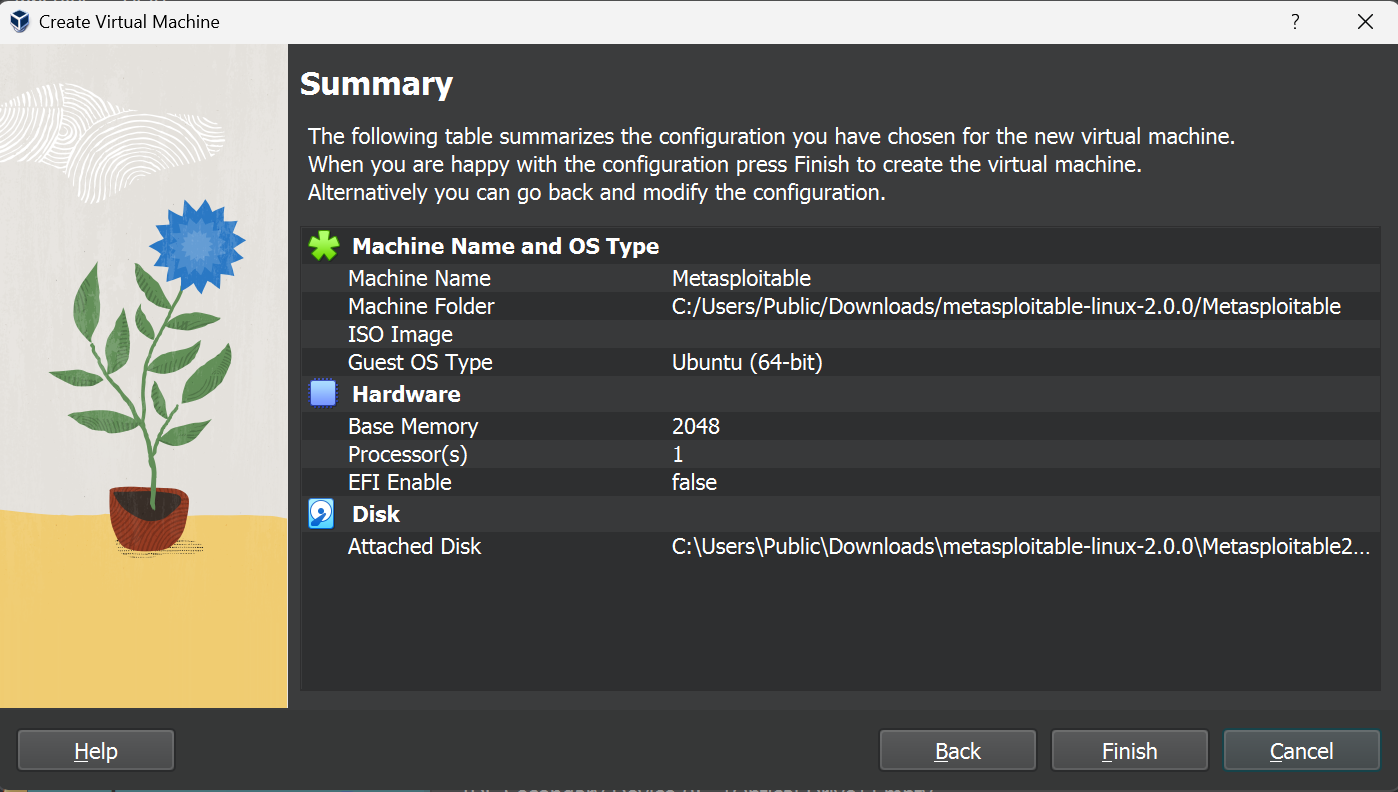 Create Virtual Machine
?
Summary
The following table summarizes the configuration you have chosen for the new virtual machine.
When you are happy with the configuration press Finish to create the virtual machine.
Alternatively you can go back and modify the configuration.
Machine Name and OS Type
Machine Name Metasploitable
Machine Folder C:/Users/Public/Downloads/metasploitable-linux-2.0.0/Metasploitable
ISO Image
Guest OS Type Ubuntu (64-bit)
Hardware
Base Memory 2048
Processor(s) 1
EFI Enable false
Disk
Attached Disk C:\Users\Public\Downloads\metasploitable-linux-2.0.0\Metasploitable2...
Help Back Finish Cancel